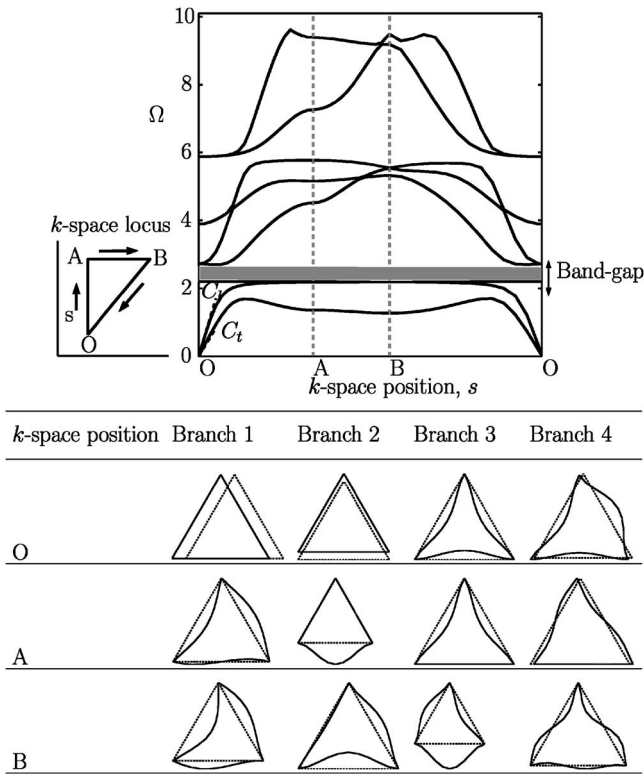 10
8
Ω
6
4
k-space locus
A B
s
O
2
0
Band-gap
C_l
C_t
O A B O
k-space position, s
k-space position Branch 1 Branch 2 Branch 3 Branch 4
O
A
B